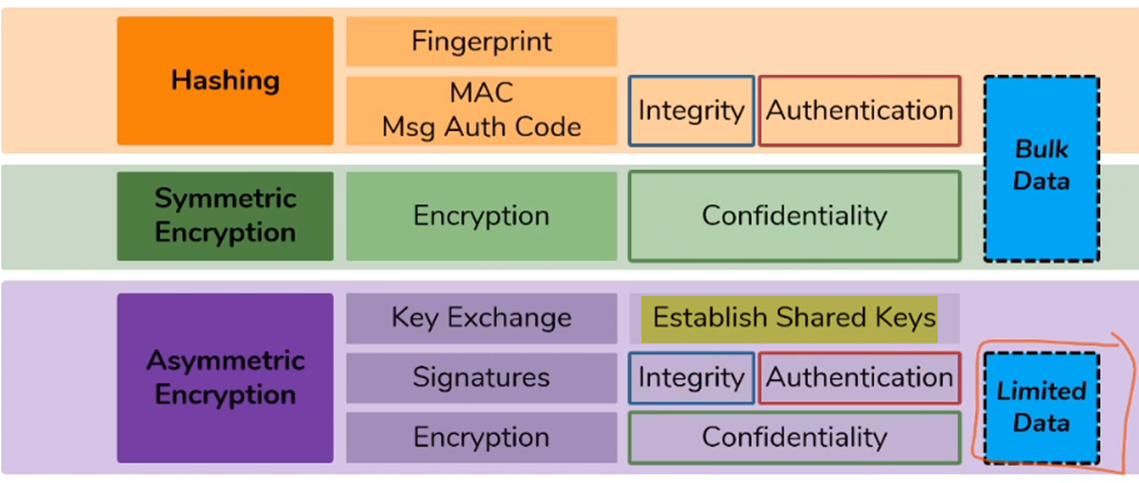 Hashing
Fingerprint
MAC
Msg Auth Code
Integrity
Authentication
Bulk
Data
Symmetric
Encryption
Encryption
Confidentiality
Asymmetric
Encryption
Key Exchange
Establish Shared Keys
Signatures
Integrity
Authentication
Encryption
Confidentiality
Limited
Data